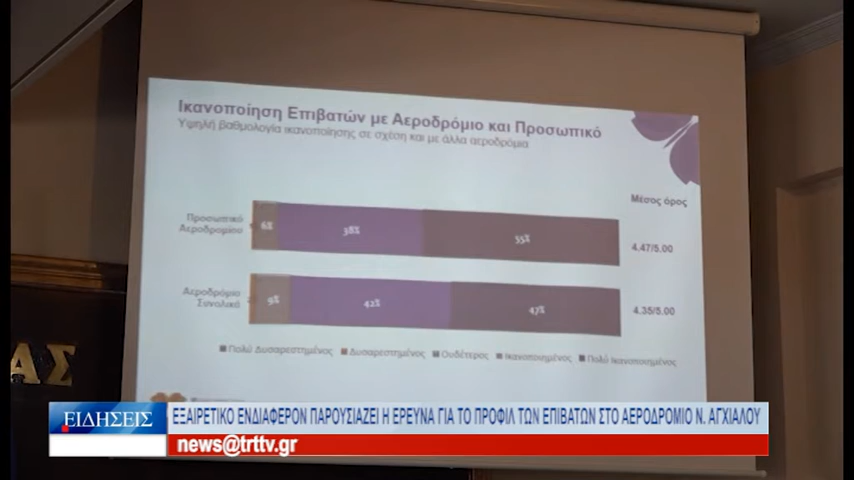 Ικανοποίηση Επιβατών με Αεροδρόμιο και Προσωπικό
Υψηλή βαθμολογία ικανοποίησης σε σχέση και με άλλα αεροδρόμια
Μέσος όρος
Προσωπικό
Αεροδρομίου
6%
38%
55%
4.47/5.00
Αεροδρόμιο
Συνολικά
9%
42%
47%
4.35/5.00
Πολύ Δυσαρεστημένος Δυσαρεστημένος Ουδέτερος Ικανοποιημένος Πολύ Ικανοποιημένος
ΑΣ
ΕΙΔΗΣΕΙΣ
ΕΞΑΙΡΕΤΙΚΟ ΕΝΔΙΑΦΕΡΟΝ ΠΑΡΟΥΣΙΑΖΕΙ Η ΕΡΕΥΝΑ ΓΙΑ ΤΟ ΠΡΟΦΙΛ ΤΩΝ ΕΠΙΒΑΤΩΝ ΣΤΟ ΑΕΡΟΔΡΟΜΙΟ Ν. ΑΓΧΙΑΛΟΥ
news@trttv.gr